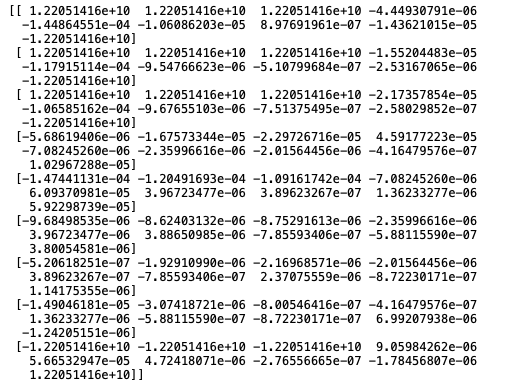 [[ 1.22051416e+10 1.22051416e+10 1.22051416e+10 -4.44930791e-06
-1.44864551e-04 -1.06086203e-05 8.97691961e-07 -1.43621015e-05
-1.22051416e+10]
[ 1.22051416e+10 1.22051416e+10 1.22051416e+10 -1.55204483e-05
-1.17915114e-04 -9.54766623e-06 -5.10799684e-07 -2.53167065e-06
-1.22051416e+10]
[ 1.22051416e+10 1.22051416e+10 1.22051416e+10 -2.17357854e-05
-1.06585162e-04 -9.67655103e-06 -7.51375495e-07 -2.58029852e-07
-1.22051416e+10]
[-5.68619406e-06 -1.67573344e-05 -2.29726716e-05 4.59177223e-05
-7.08245260e-06 -2.35996616e-06 -2.01564456e-06 -4.16479576e-07
1.02967288e-05]
[-1.47441131e-04 -1.20491693e-04 -1.09161742e-04 -7.08245260e-06
6.09370981e-05 3.96723477e-06 3.89623267e-07 1.36233277e-06
5.92298739e-05]
[-9.68498535e-06 -8.62403132e-06 -8.75291613e-06 -2.35996616e-06
3.96723477e-06 3.88650985e-06 -7.85593406e-07 -5.88115590e-07
3.80054581e-06]
[-5.20618251e-07 -1.92910990e-06 -2.16968571e-06 -2.01564456e-06
3.89623267e-07 -7.85593406e-07 2.37075559e-06 -8.72230171e-07
1.14175355e-06]
[-1.49046181e-05 -3.07418721e-06 -8.00546416e-07 -4.16479576e-07
1.36233277e-06 -5.88115590e-07 -8.72230171e-07 6.99207938e-06
-1.24205151e-06]
[-1.22051416e+10 -1.22051416e+10 -1.22051416e+10 9.05984262e-06
5.66532947e-05 4.72418071e-06 -2.76556665e-07 -1.78456807e-06
1.22051416e+10]]